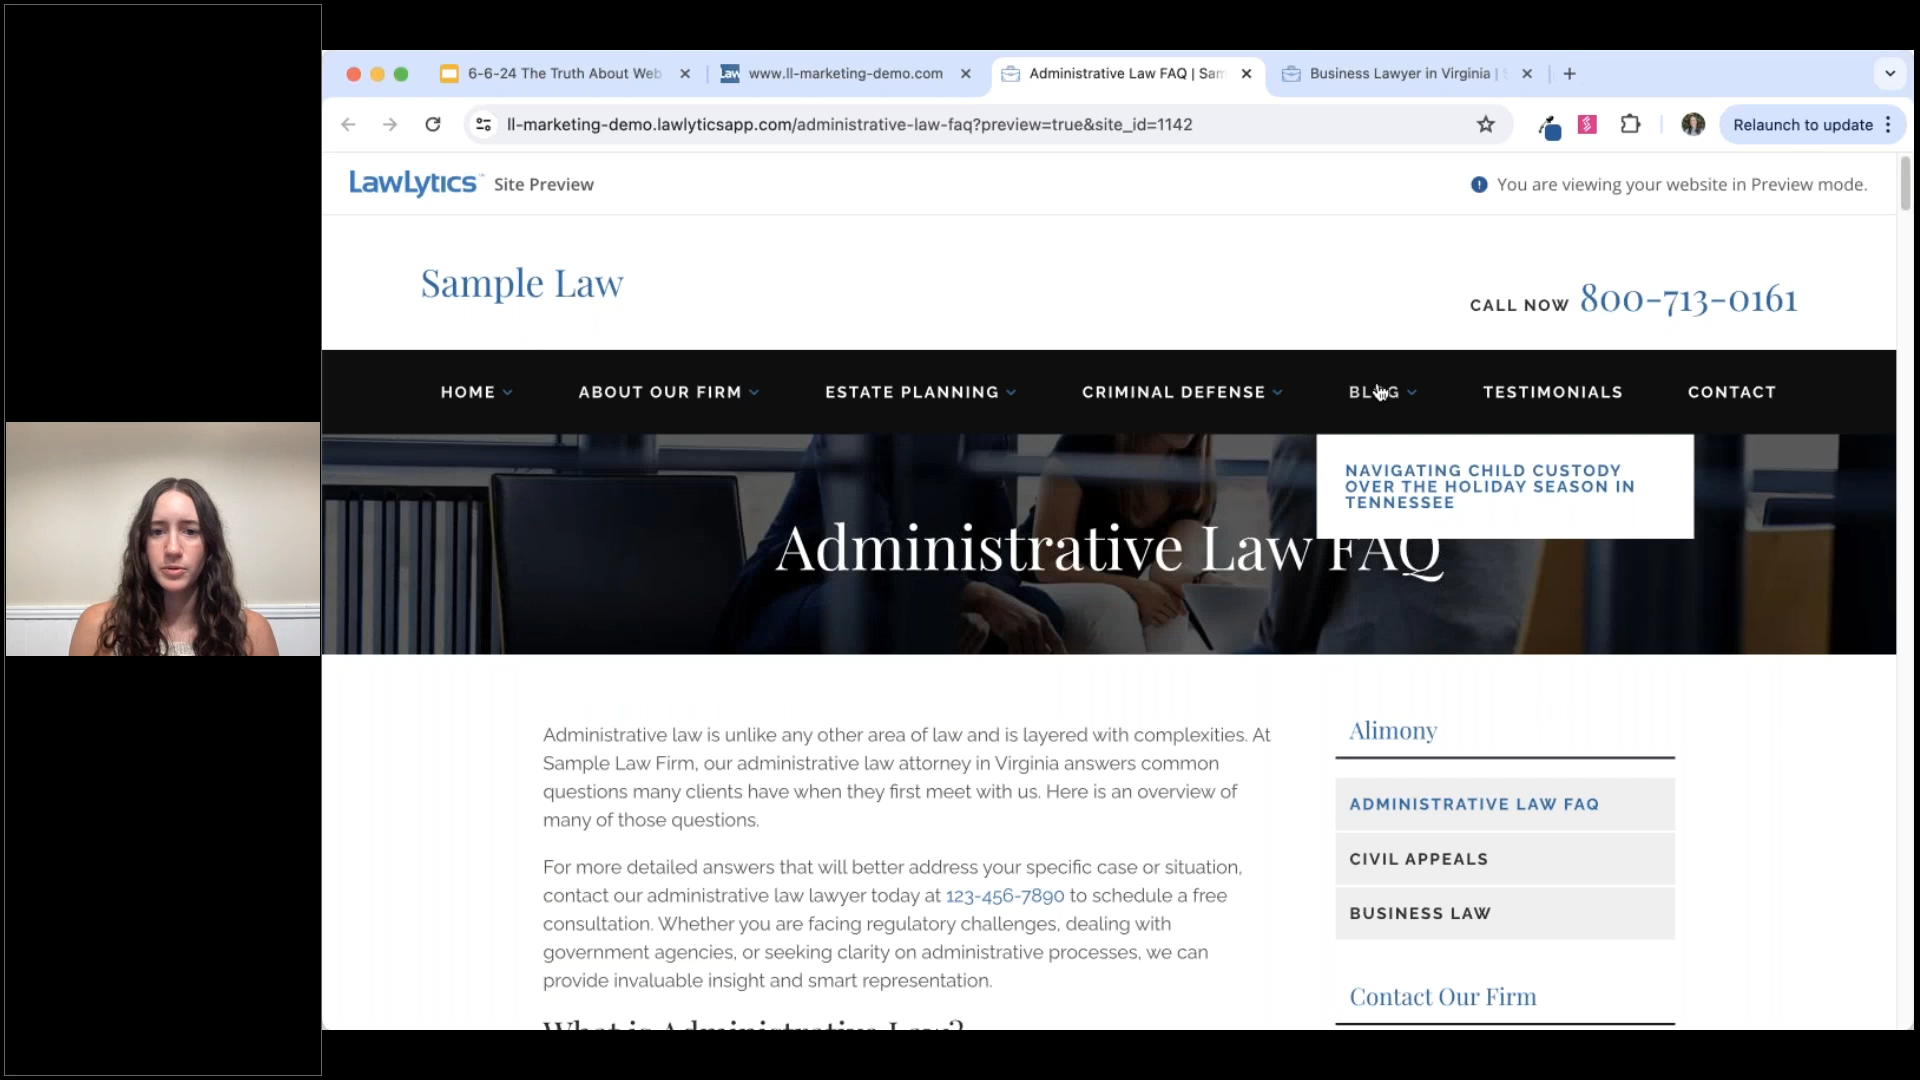 6-6-24 The Truth About Web
www.ll-marketing-demo.com
Administrative Law FAQ | Sam
Business Lawyer in Virginia |
ll-marketing-demo.lawlyticsapp.com/administrative-law-faq?preview=true&site_id=1142
Relaunch to update
LawLytics Site Preview
You are viewing your website in Preview mode.
Sample Law
CALL NOW 800-713-0161
HOME
ABOUT OUR FIRM
ESTATE PLANNING
CRIMINAL DEFENSE
BLOG
TESTIMONIALS
CONTACT
NAVIGATING CHILD CUSTODY
OVER THE HOLIDAY SEASON IN
TENNESSEE
Administrative Law FAQ
Administrative law is unlike any other area of law and is layered with complexities. At
Sample Law Firm, our administrative law attorney in Virginia answers common
questions many clients have when they first meet with us. Here is an overview of
many of those questions.
For more detailed answers that will better address your specific case or situation,
contact our administrative law lawyer today at 123-456-7890 to schedule a free
consultation. Whether you are facing regulatory challenges, dealing with
government agencies, or seeking clarity on administrative processes, we can
provide invaluable insight and smart representation.
What is Administrative Law?
Alimony
ADMINISTRATIVE LAW FAQ
CIVIL APPEALS
BUSINESS LAW
Contact Our Firm